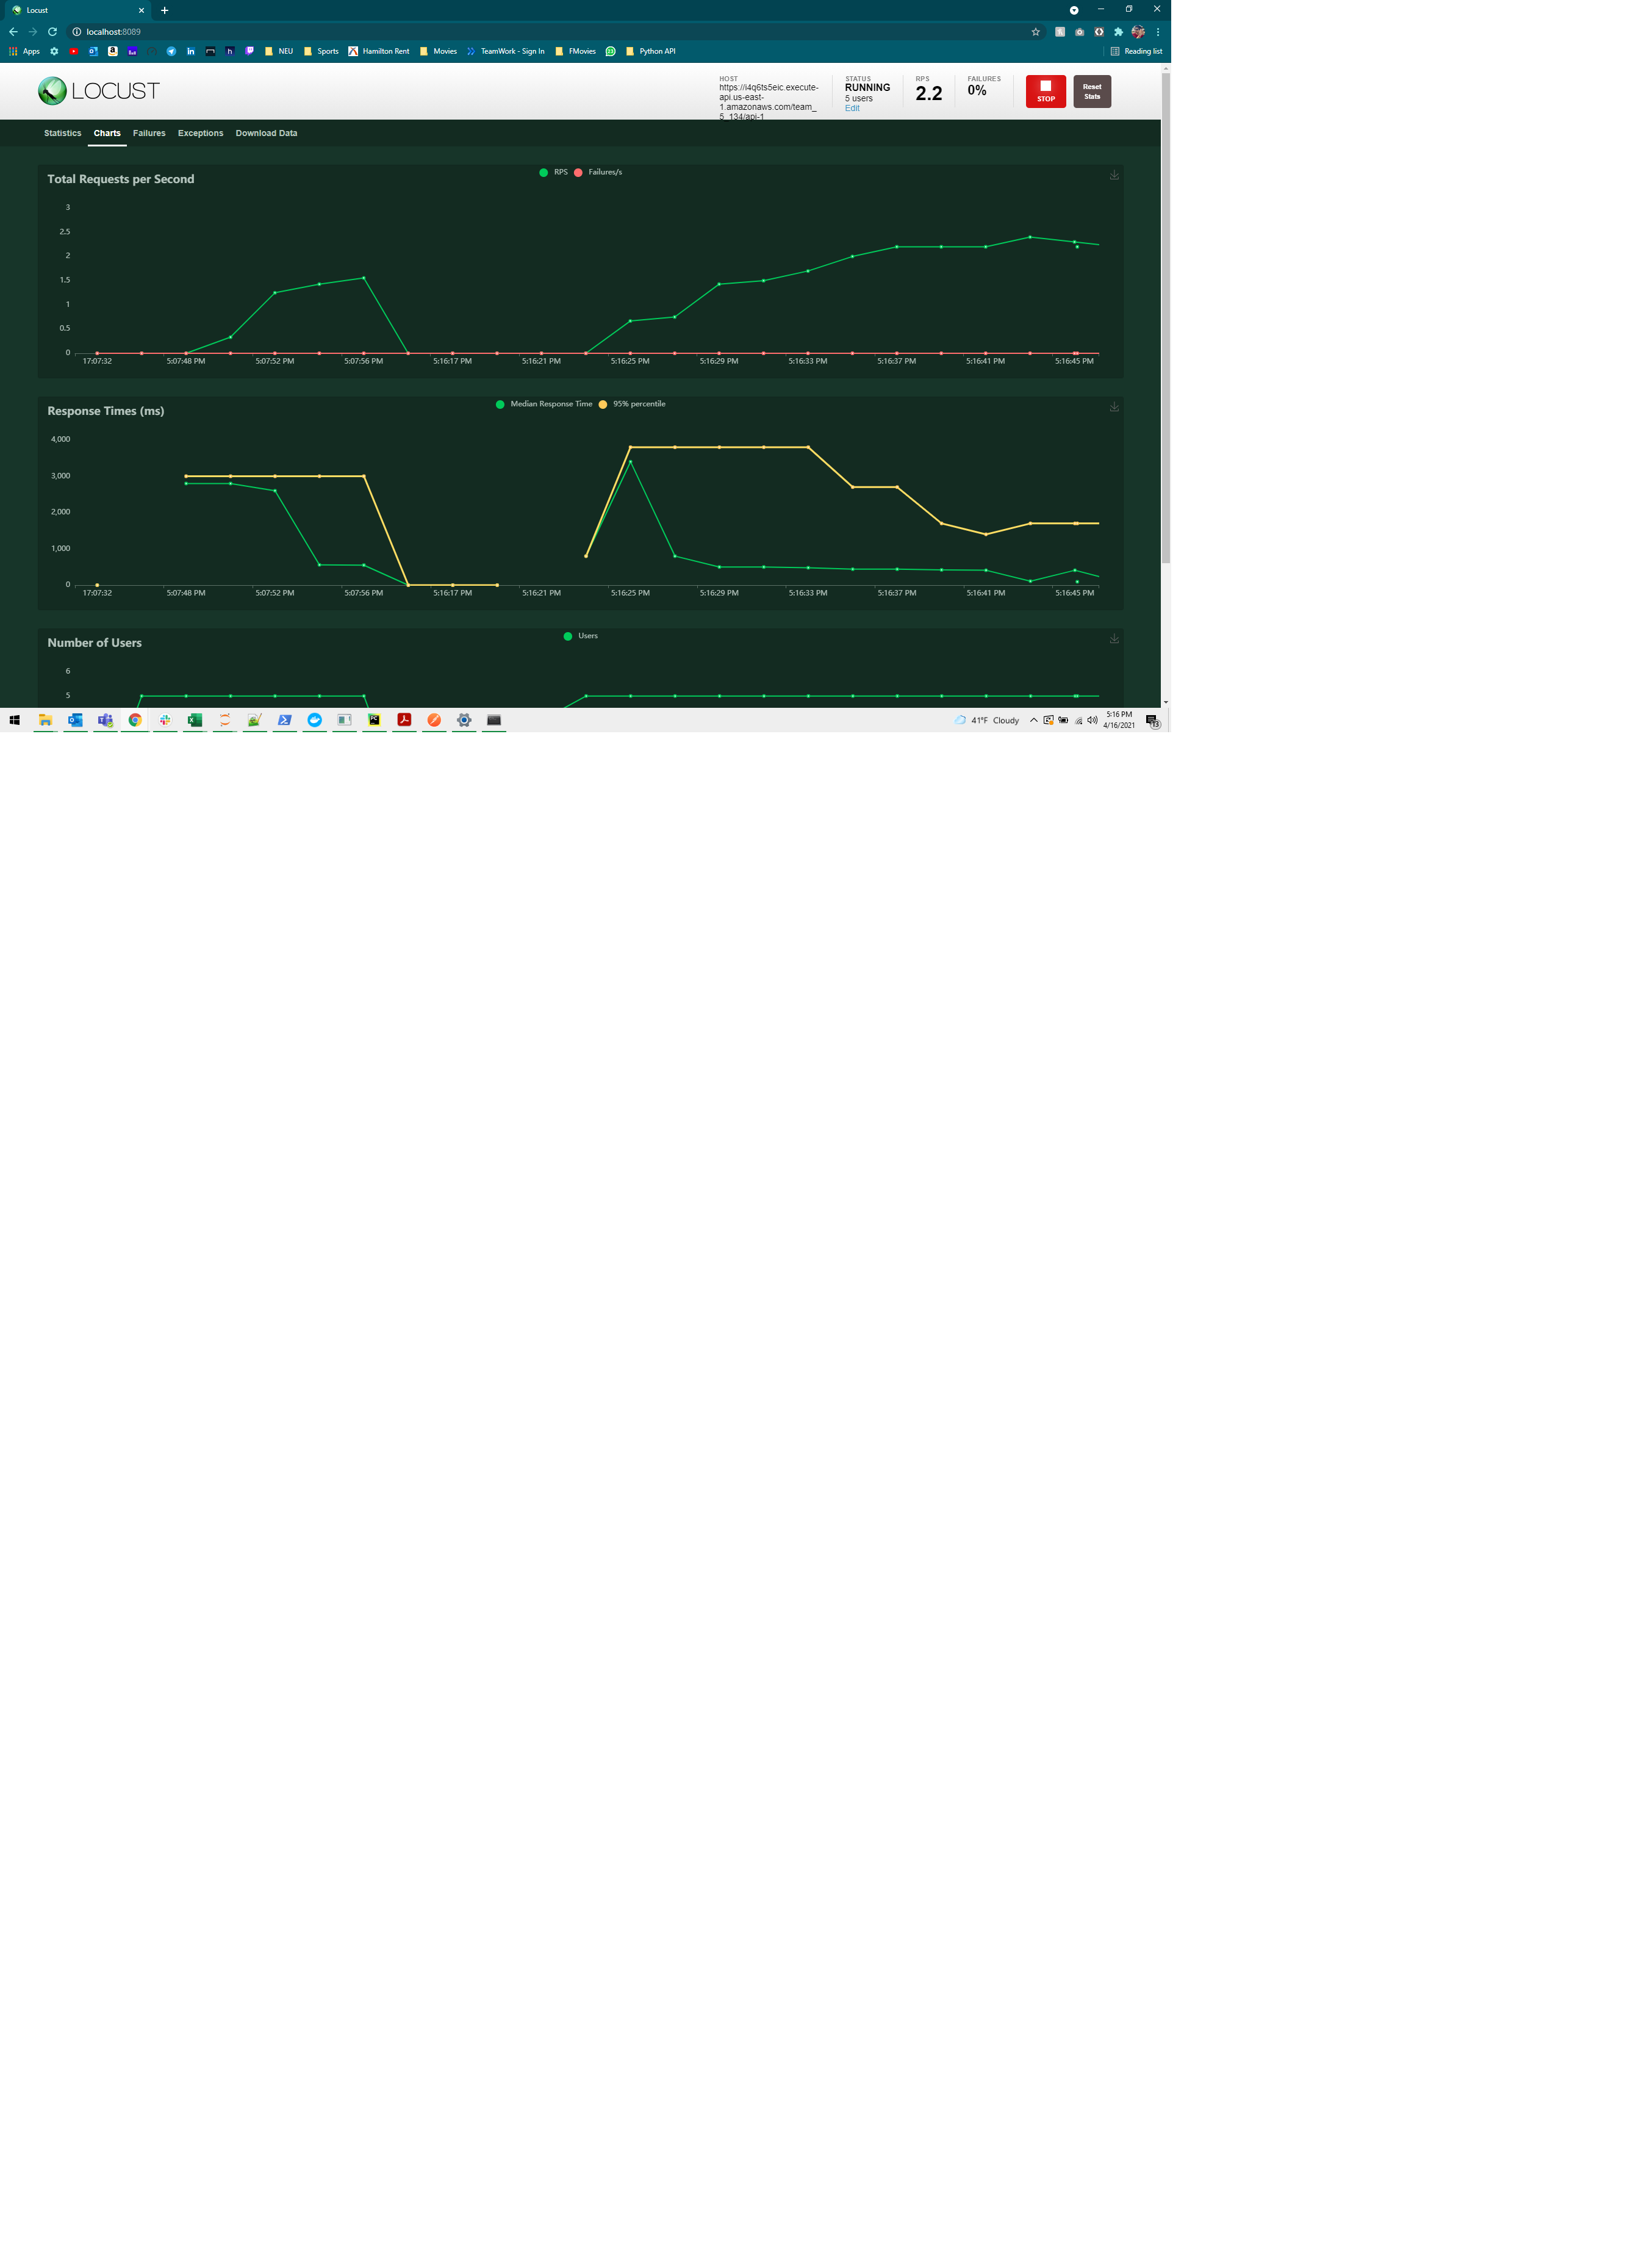 Locust
localhost:8089
Apps NEU Sports Hamilton Rent Movies TeamWork - Sign In FMovies Python API Reading list
LOCUST
HOST
https://i4q6ts5eic.execute-
api.us-east-
1.amazonaws.com/team_
5_134/api-1
STATUS
RUNNING
5 users
Edit
RPS
2.2
FAILURES
0%
STOP
Reset
Stats
Statistics Charts Failures Exceptions Download Data
Total Requests per Second
RPS Failures/s
3
2.5
2
1.5
1
0.5
0
17:07:32 5:07:48 PM 5:07:52 PM 5:07:56 PM 5:16:17 PM 5:16:21 PM 5:16:25 PM 5:16:29 PM 5:16:33 PM 5:16:37 PM 5:16:41 PM 5:16:45 PM
Response Times (ms)
Median Response Time 95% percentile
4,000
3,000
2,000
1,000
0
17:07:32 5:07:48 PM 5:07:52 PM 5:07:56 PM 5:16:17 PM 5:16:21 PM 5:16:25 PM 5:16:29 PM 5:16:33 PM 5:16:37 PM 5:16:41 PM 5:16:45 PM
Number of Users
Users
6
5
41°F Cloudy
5:16 PM
4/16/2021